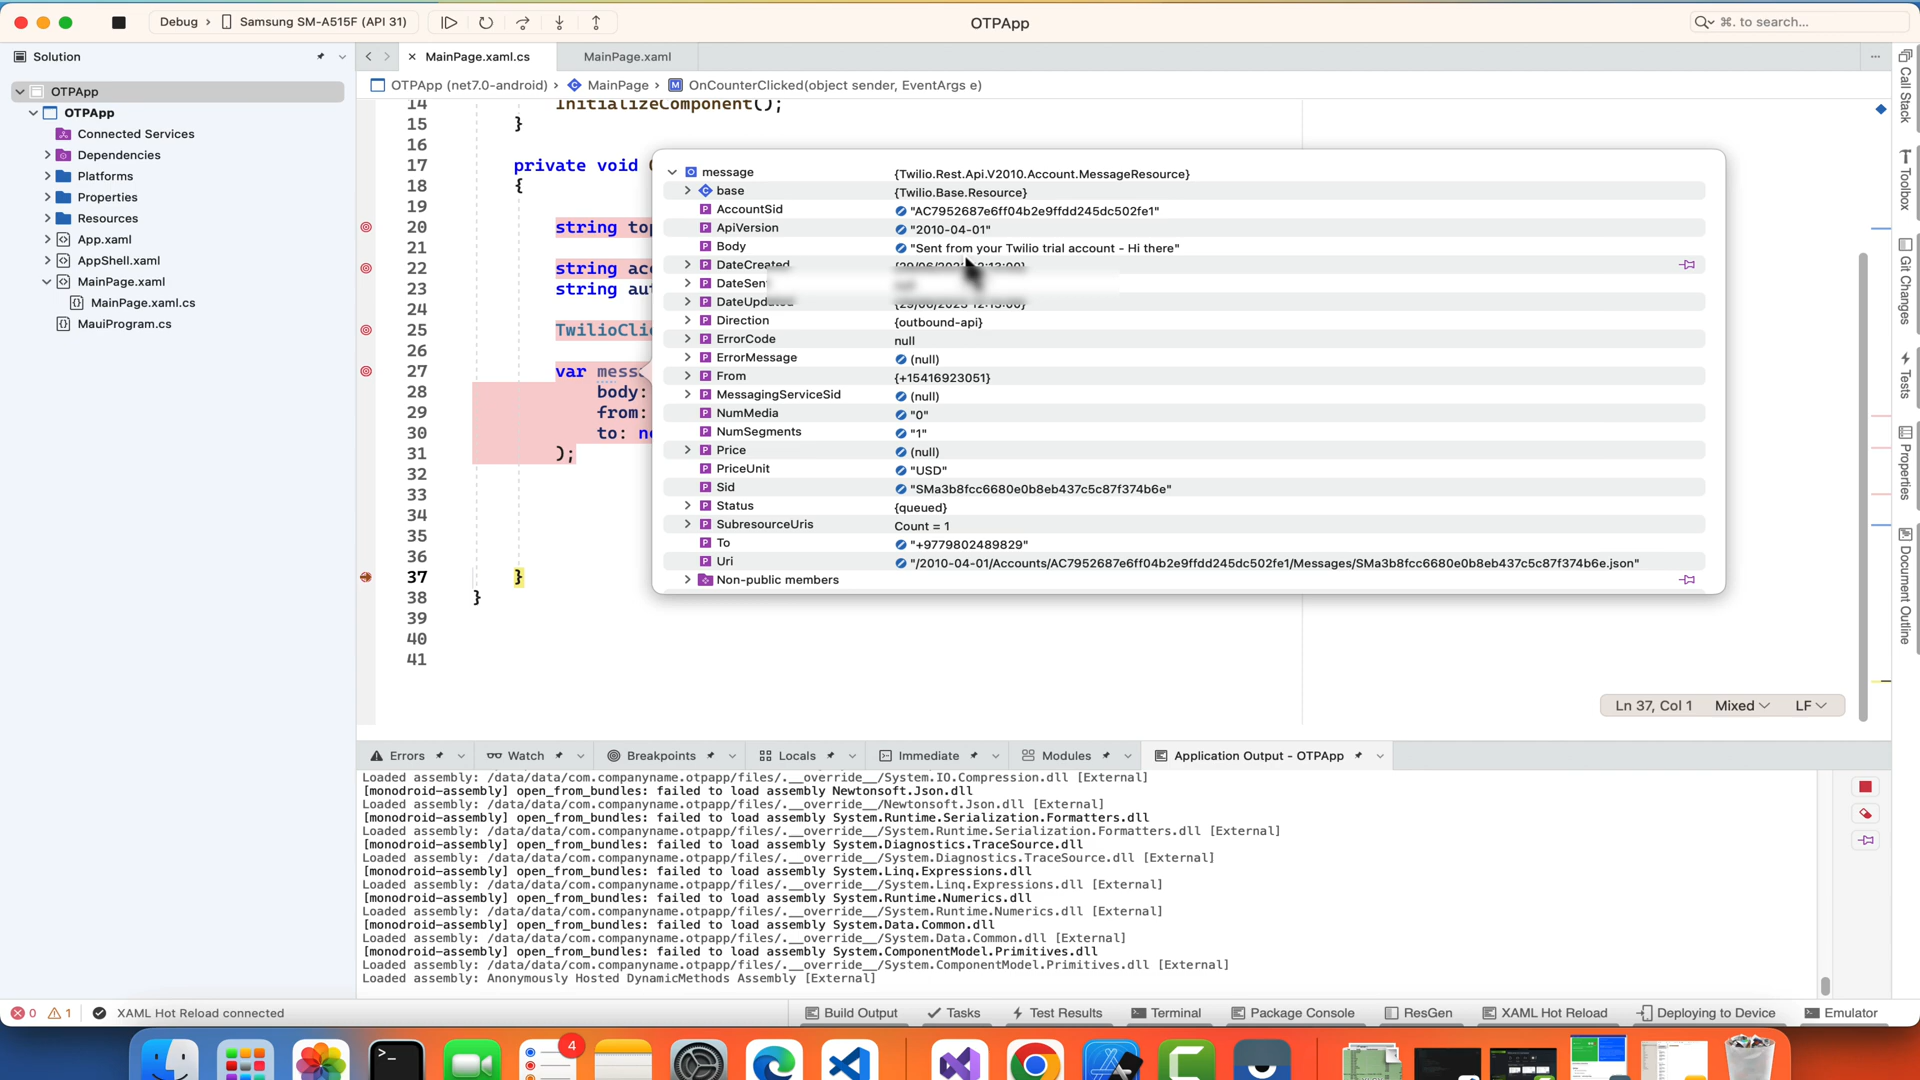 Debug › Samsung SM-A515F (API 31)
OTPApp
⌘. to search...
Solution
MainPage.xaml.cs
MainPage.xaml
OTPApp (net7.0-android) › MainPage › OnCounterClicked(object sender, EventArgs e)
OTPApp
OTPApp
Connected Services
Dependencies
Platforms
Properties
Resources
App.xaml
AppShell.xaml
MainPage.xaml
MainPage.xaml.cs
MauiProgram.cs
14 InitializeComponent();
15 }
16
17 private void
18 {
19
20 string
21
22 string
23 string
24
25
26
27 var
28 body:
29 from:
30 to:
31 );
32
33
34
35
36
37 }
38 }
39
40
41
message {Twilio.Rest.Api.V2010.Account.MessageResource}
base {Twilio.Base.Resource}
AccountSid "AC7952687e6ff04b2e9ffdd245dc502fe1"
ApiVersion "2010-04-01"
Body "Sent from your Twilio trial account - Hi there"
DateCreated
DateSent
DateUpdated {29/06/2023 12:13:00}
Direction {outbound-api}
ErrorCode null
ErrorMessage (null)
From {+15416923051}
MessagingServiceSid (null)
NumMedia "0"
NumSegments "1"
Price (null)
PriceUnit "USD"
Sid "SMa3b8fcc6680e0b8eb437c5c87f374b6e"
Status {queued}
SubresourceUris Count = 1
To "+9779802489829"
Uri "/2010-04-01/Accounts/AC7952687e6ff04b2e9ffdd245dc502fe1/Messages/SMa3b8fcc6680e0b8eb437c5c87f374b6e.json"
Non-public members
Ln 37, Col 1 Mixed LF
Call Stack
Toolbox
Git Changes
Tests
Properties
Document Outline
Errors Watch Breakpoints Locals Immediate Modules Application Output - OTPApp
Loaded assembly: /data/data/com.companyname.otpapp/files/.__override__/System.IO.Compression.dll [External]
[monodroid-assembly] open_from_bundles: failed to load assembly Newtonsoft.Json.dll
Loaded assembly: /data/data/com.companyname.otpapp/files/.__override__/Newtonsoft.Json.dll [External]
[monodroid-assembly] open_from_bundles: failed to load assembly System.Runtime.Serialization.Formatters.dll
Loaded assembly: /data/data/com.companyname.otpapp/files/.__override__/System.Runtime.Serialization.Formatters.dll [External]
[monodroid-assembly] open_from_bundles: failed to load assembly System.Diagnostics.TraceSource.dll
Loaded assembly: /data/data/com.companyname.otpapp/files/.__override__/System.Diagnostics.TraceSource.dll [External]
[monodroid-assembly] open_from_bundles: failed to load assembly System.Linq.Expressions.dll
Loaded assembly: /data/data/com.companyname.otpapp/files/.__override__/System.Linq.Expressions.dll [External]
[monodroid-assembly] open_from_bundles: failed to load assembly System.Runtime.Numerics.dll
Loaded assembly: /data/data/com.companyname.otpapp/files/.__override__/System.Runtime.Numerics.dll [External]
[monodroid-assembly] open_from_bundles: failed to load assembly System.Data.Common.dll
Loaded assembly: /data/data/com.companyname.otpapp/files/.__override__/System.Data.Common.dll [External]
[monodroid-assembly] open_from_bundles: failed to load assembly System.ComponentModel.Primitives.dll
Loaded assembly: /data/data/com.companyname.otpapp/files/.__override__/System.ComponentModel.Primitives.dll [External]
Loaded assembly: Anonymously Hosted DynamicMethods Assembly [External]
0 1 XAML Hot Reload connected
Build Output Tasks Test Results Terminal Package Console ResGen XAML Hot Reload Deploying to Device Emulator
4